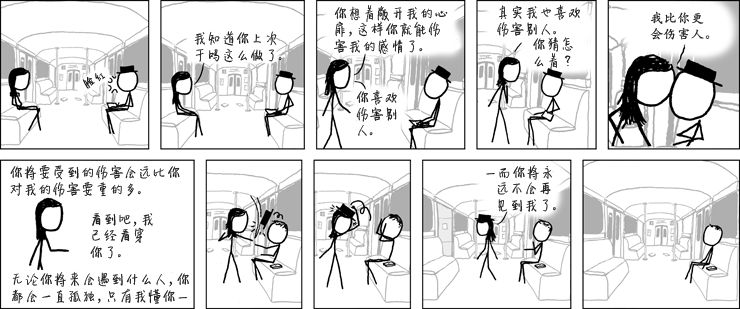 脸红
我知道你上次
干吗这么做了。
你想着敞开我的心
扉，这样你就能伤
害我的感情了。
你喜欢
伤害别
人。
其实我也喜欢
伤害别人。
你猜怎
么着？
我比你更
会伤害人。
你将要受到的伤害会远比你
对我的伤害要重的多。
看到吧，我
已经看穿
你了。
无论你将来会遇到什么人，你
都会一直孤独，只有我懂你—
—而你将永
远不会再
见到我了。